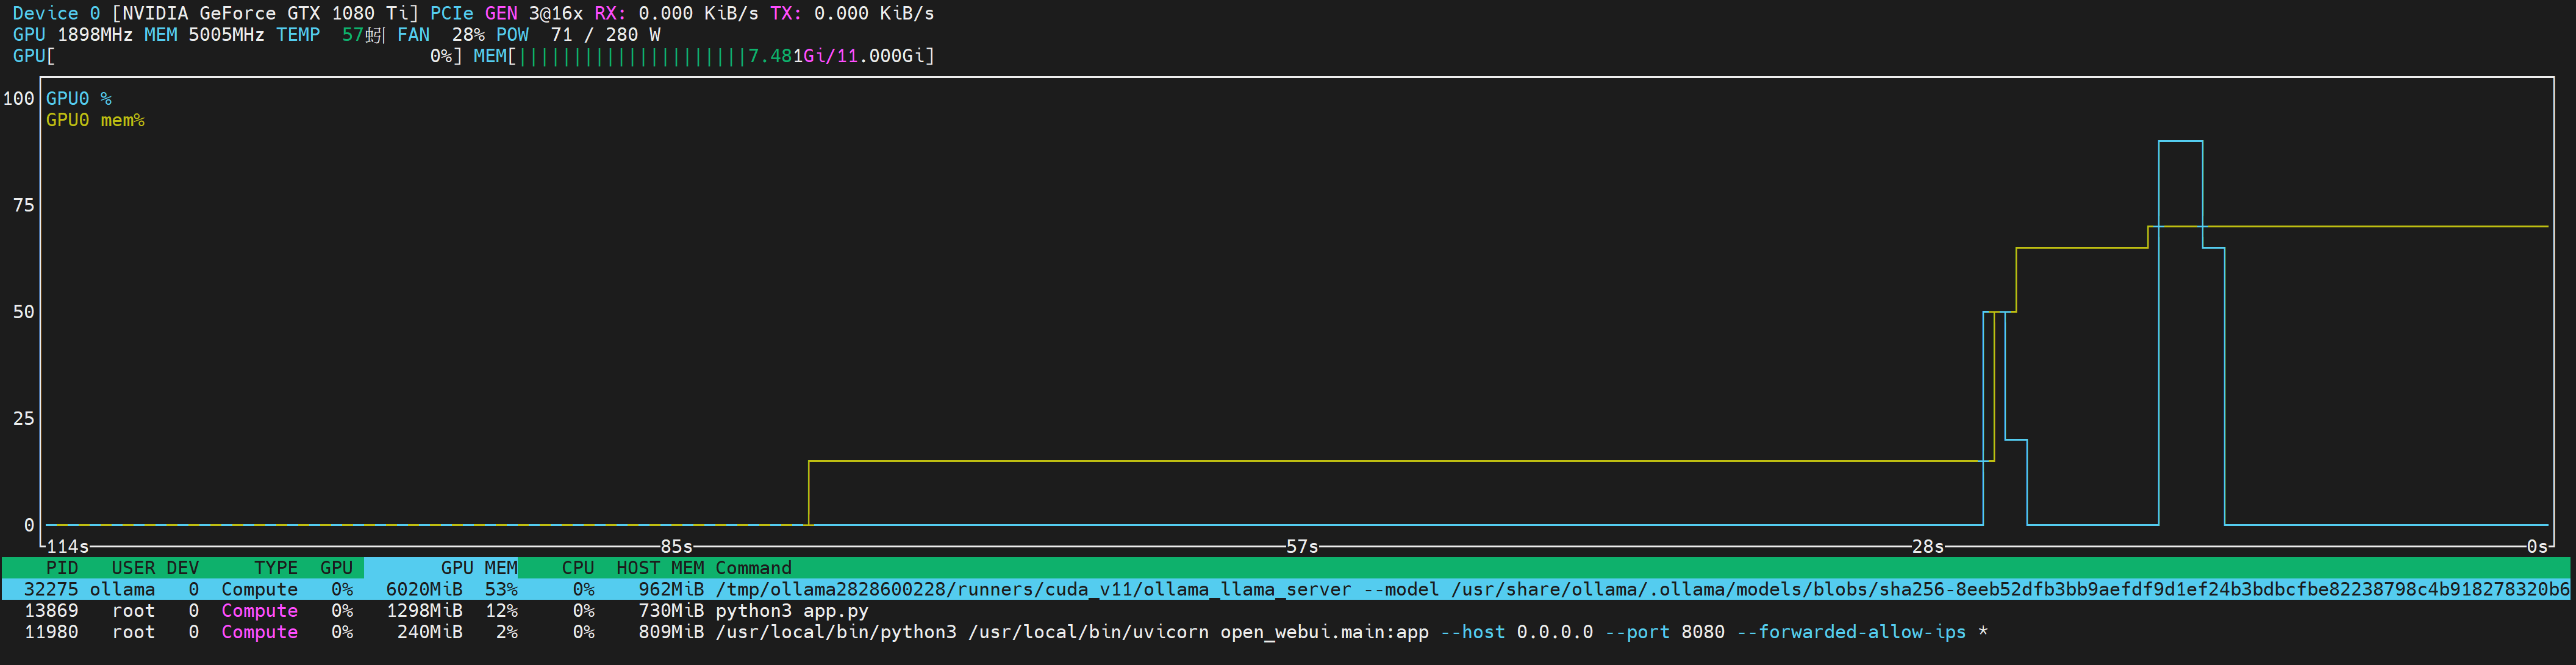 Device 0 [NVIDIA GeForce GTX 1080 Ti] PCIe GEN 3@16x RX: 0.000 KiB/s TX: 0.000 KiB/s
GPU 1898MHz MEM 5005MHz TEMP 57 FAN 28% POW 71 / 280 W
GPU[ 0%] MEM[||||||||||||||||||||7.481Gi/11.000Gi]
100
GPU0 %
GPU0 mem%
75
50
25
0
114s 85s 57s 28s 0s
PID USER DEV TYPE GPU GPU MEM CPU HOST MEM Command
32275 ollama 0 Compute 0% 6020MiB 53% 0% 962MiB /tmp/ollama2828600228/runners/cuda_v11/ollama_llama_server --model /usr/share/ollama/.ollama/models/blobs/sha256-8eeb52dfb3bb9aefdf9d1ef24b3bdbcfbe82238798c4b918278320b6
13869 root 0 Compute 0% 1298MiB 12% 0% 730MiB python3 app.py
11980 root 0 Compute 0% 240MiB 2% 0% 809MiB /usr/local/bin/python3 /usr/local/bin/uvicorn open_webui.main:app --host 0.0.0.0 --port 8080 --forwarded-allow-ips *